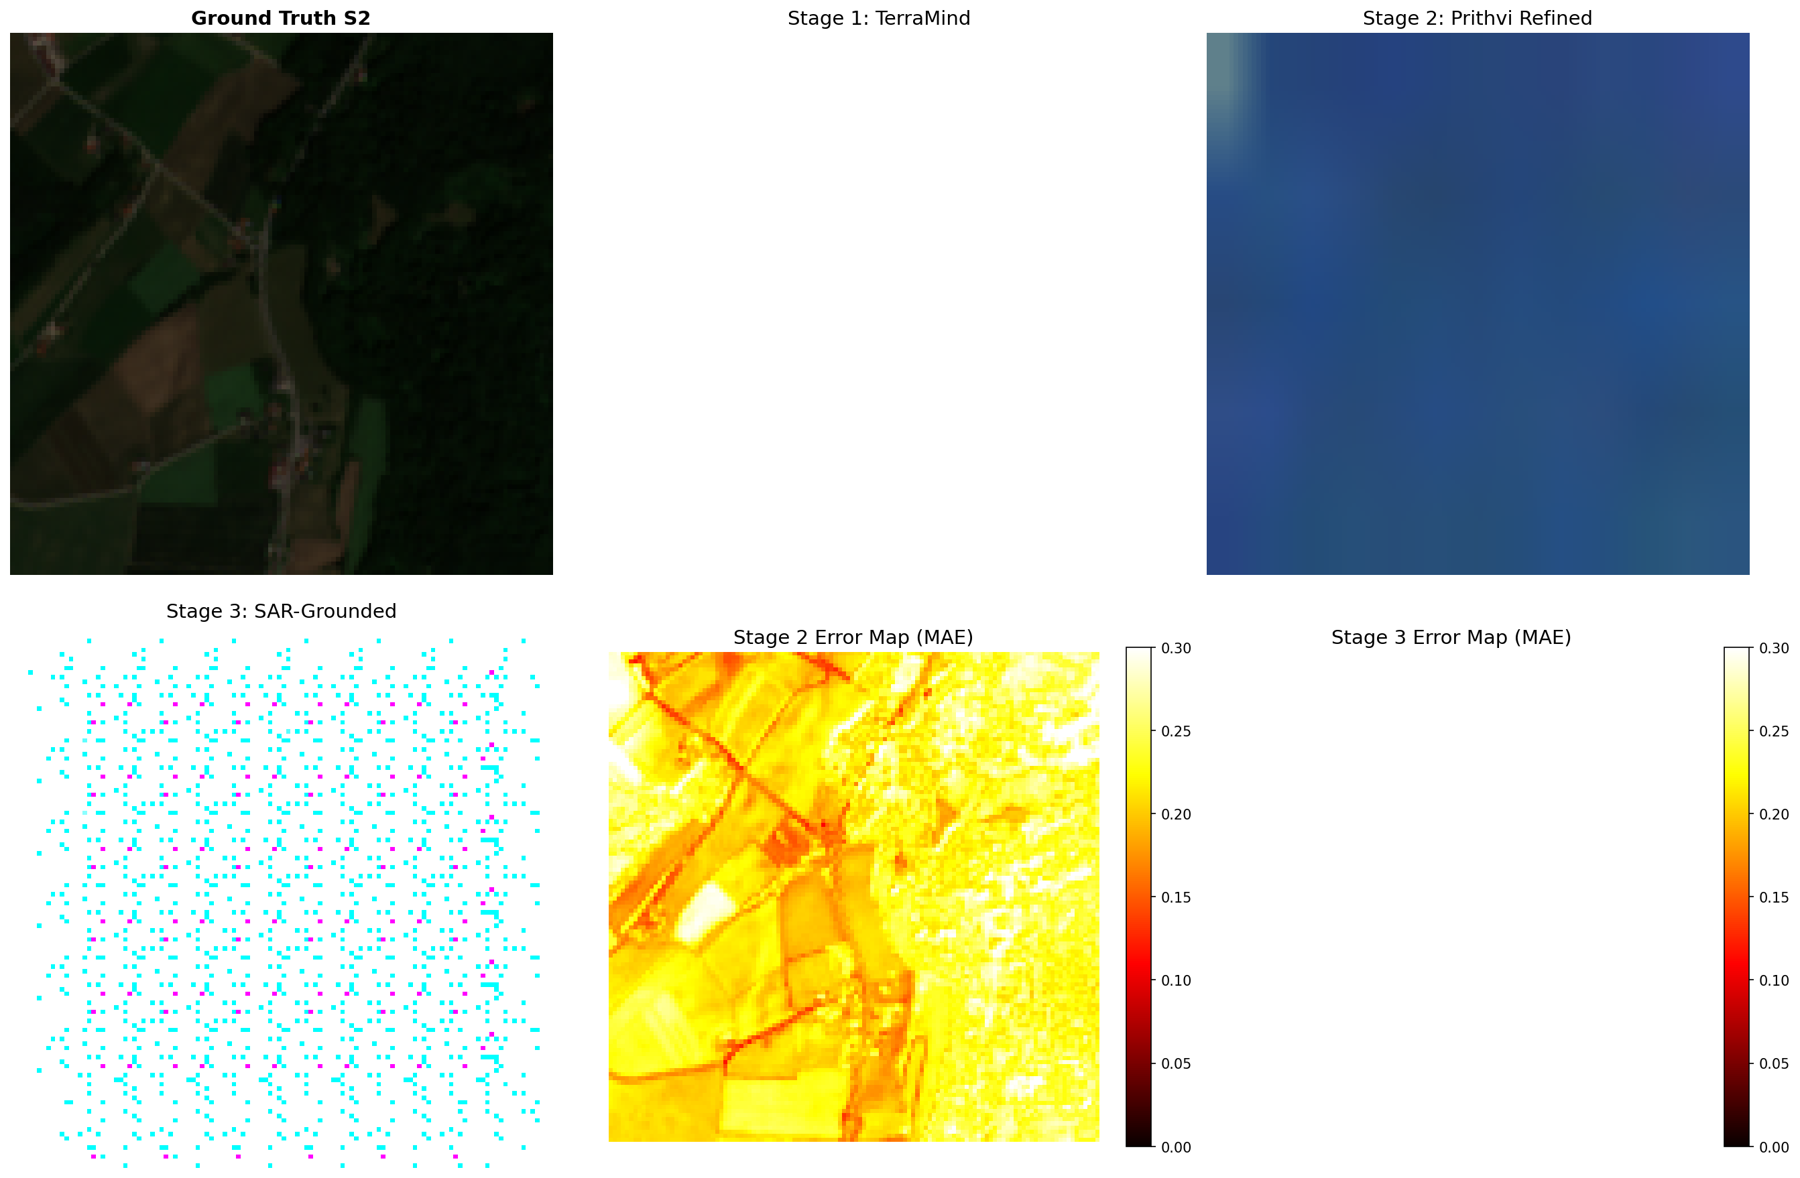 Ground Truth S2
Stage 1: TerraMind
Stage 2: Prithvi Refined
Stage 3: SAR-Grounded
Stage 2 Error Map (MAE)
0.30
0.25
0.20
0.15
0.10
0.05
0.00
Stage 3 Error Map (MAE)
0.30
0.25
0.20
0.15
0.10
0.05
0.00